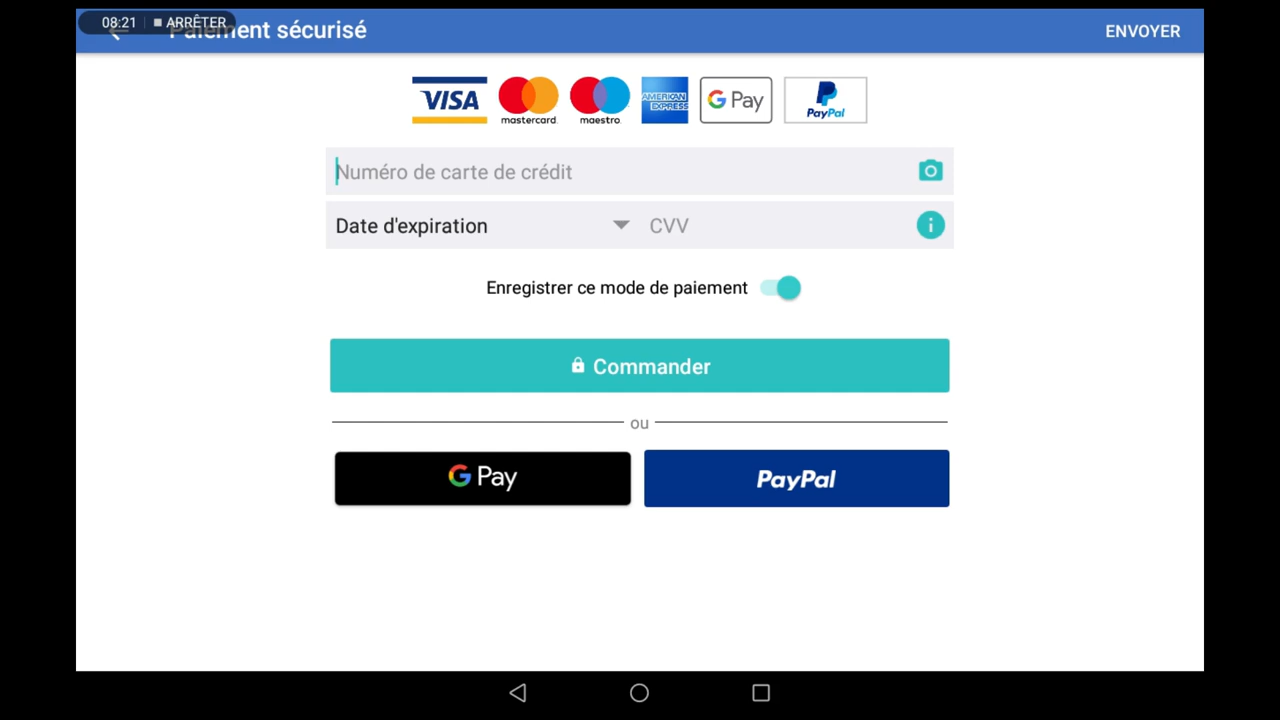 08:21 ARRÊTER
Paiement sécurisé
ENVOYER
VISA mastercard maestro AMERICAN EXPRESS G Pay PayPal
Numéro de carte de crédit
Date d'expiration CVV
Enregistrer ce mode de paiement
Commander
ou
G Pay PayPal